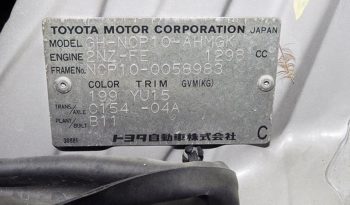 TOYOTA MOTOR CORPORATION JAPAN
MODEL GH-NCP10-AHMGK
ENGINE 2NZ-FE 1298 CC
FRAME NO. NCP10-0058983
COLOR TRIM GVM(KG)
199 YU15
TRANS./AXLE C154 -04A
PLANT/BUILT B11
トヨタ自動車株式会社 C